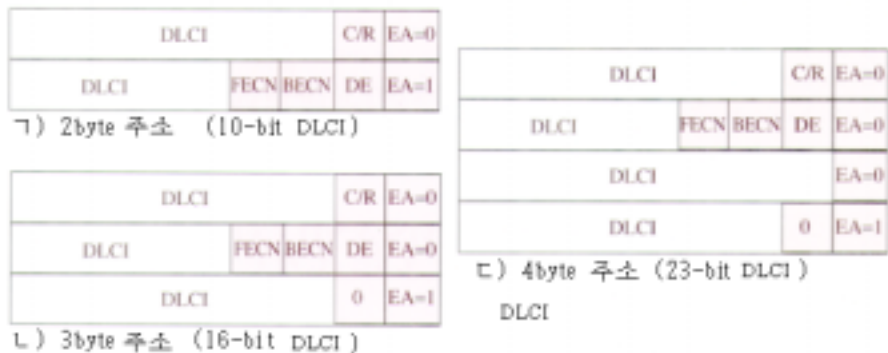 DLCI C/R EA=0
DLCI FECN BECN DE EA=1
ㄱ) 2byte 주소 (10-bit DLCI)
DLCI C/R EA=0
DLCI FECN BECN DE EA=0
DLCI 0 EA=1
ㄴ) 3byte 주소 (16-bit DLCI)
DLCI C/R EA=0
DLCI FECN BECN DE EA=0
DLCI EA=0
DLCI 0 EA=1
ㄷ) 4byte 주소 (23-bit DLCI)
DLCI